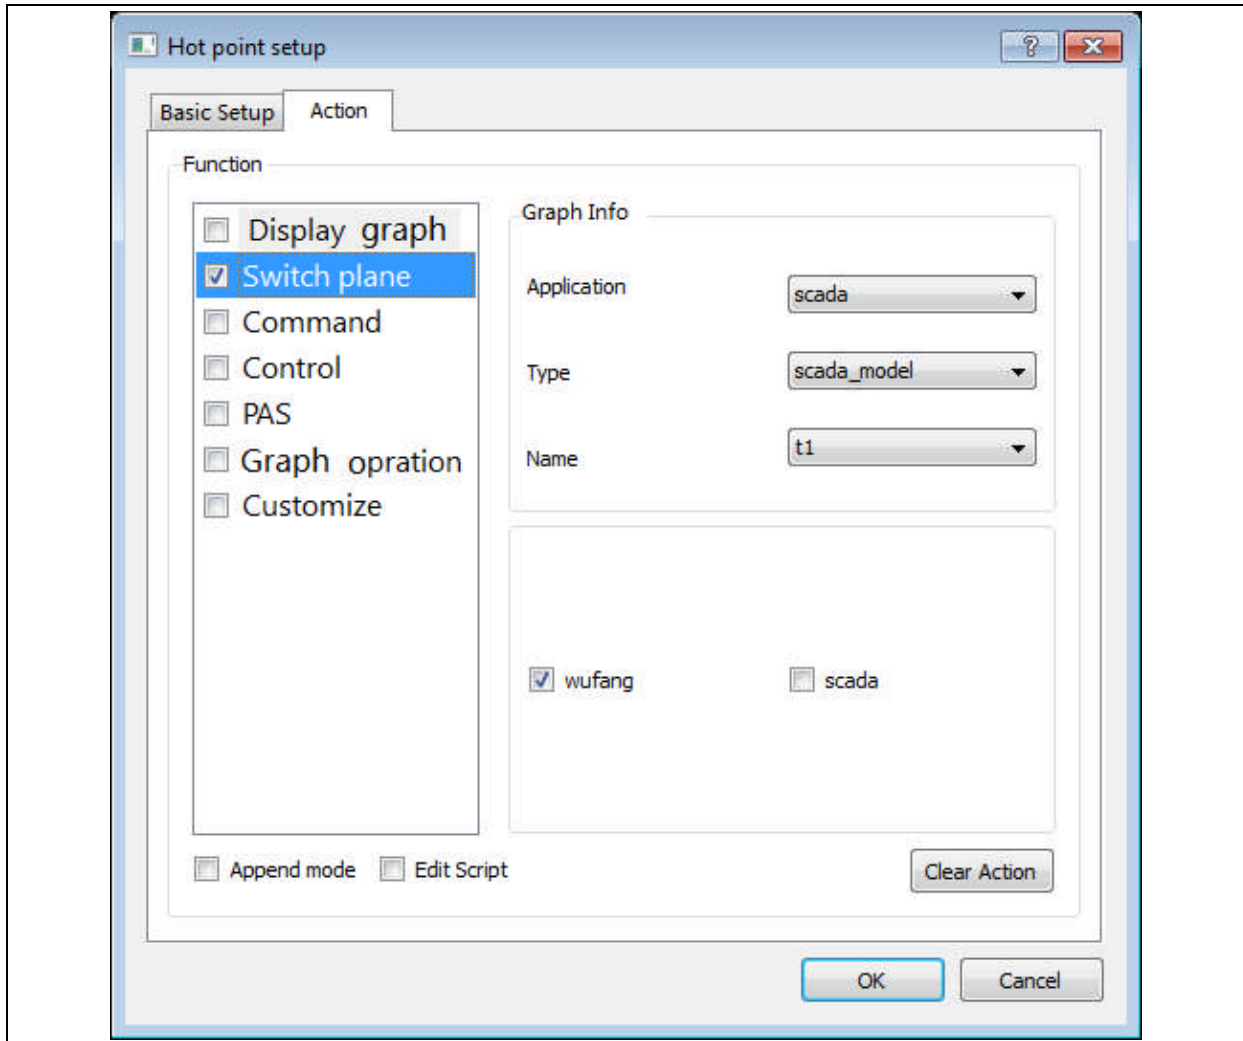 Hot point setup
Basic Setup Action
Function
Display graph
Switch plane
Command
Control
PAS
Graph opration
Customize
Graph Info
Application scada
Type scada_model
Name t1
wufang scada
Append mode Edit Script Clear Action
OK Cancel